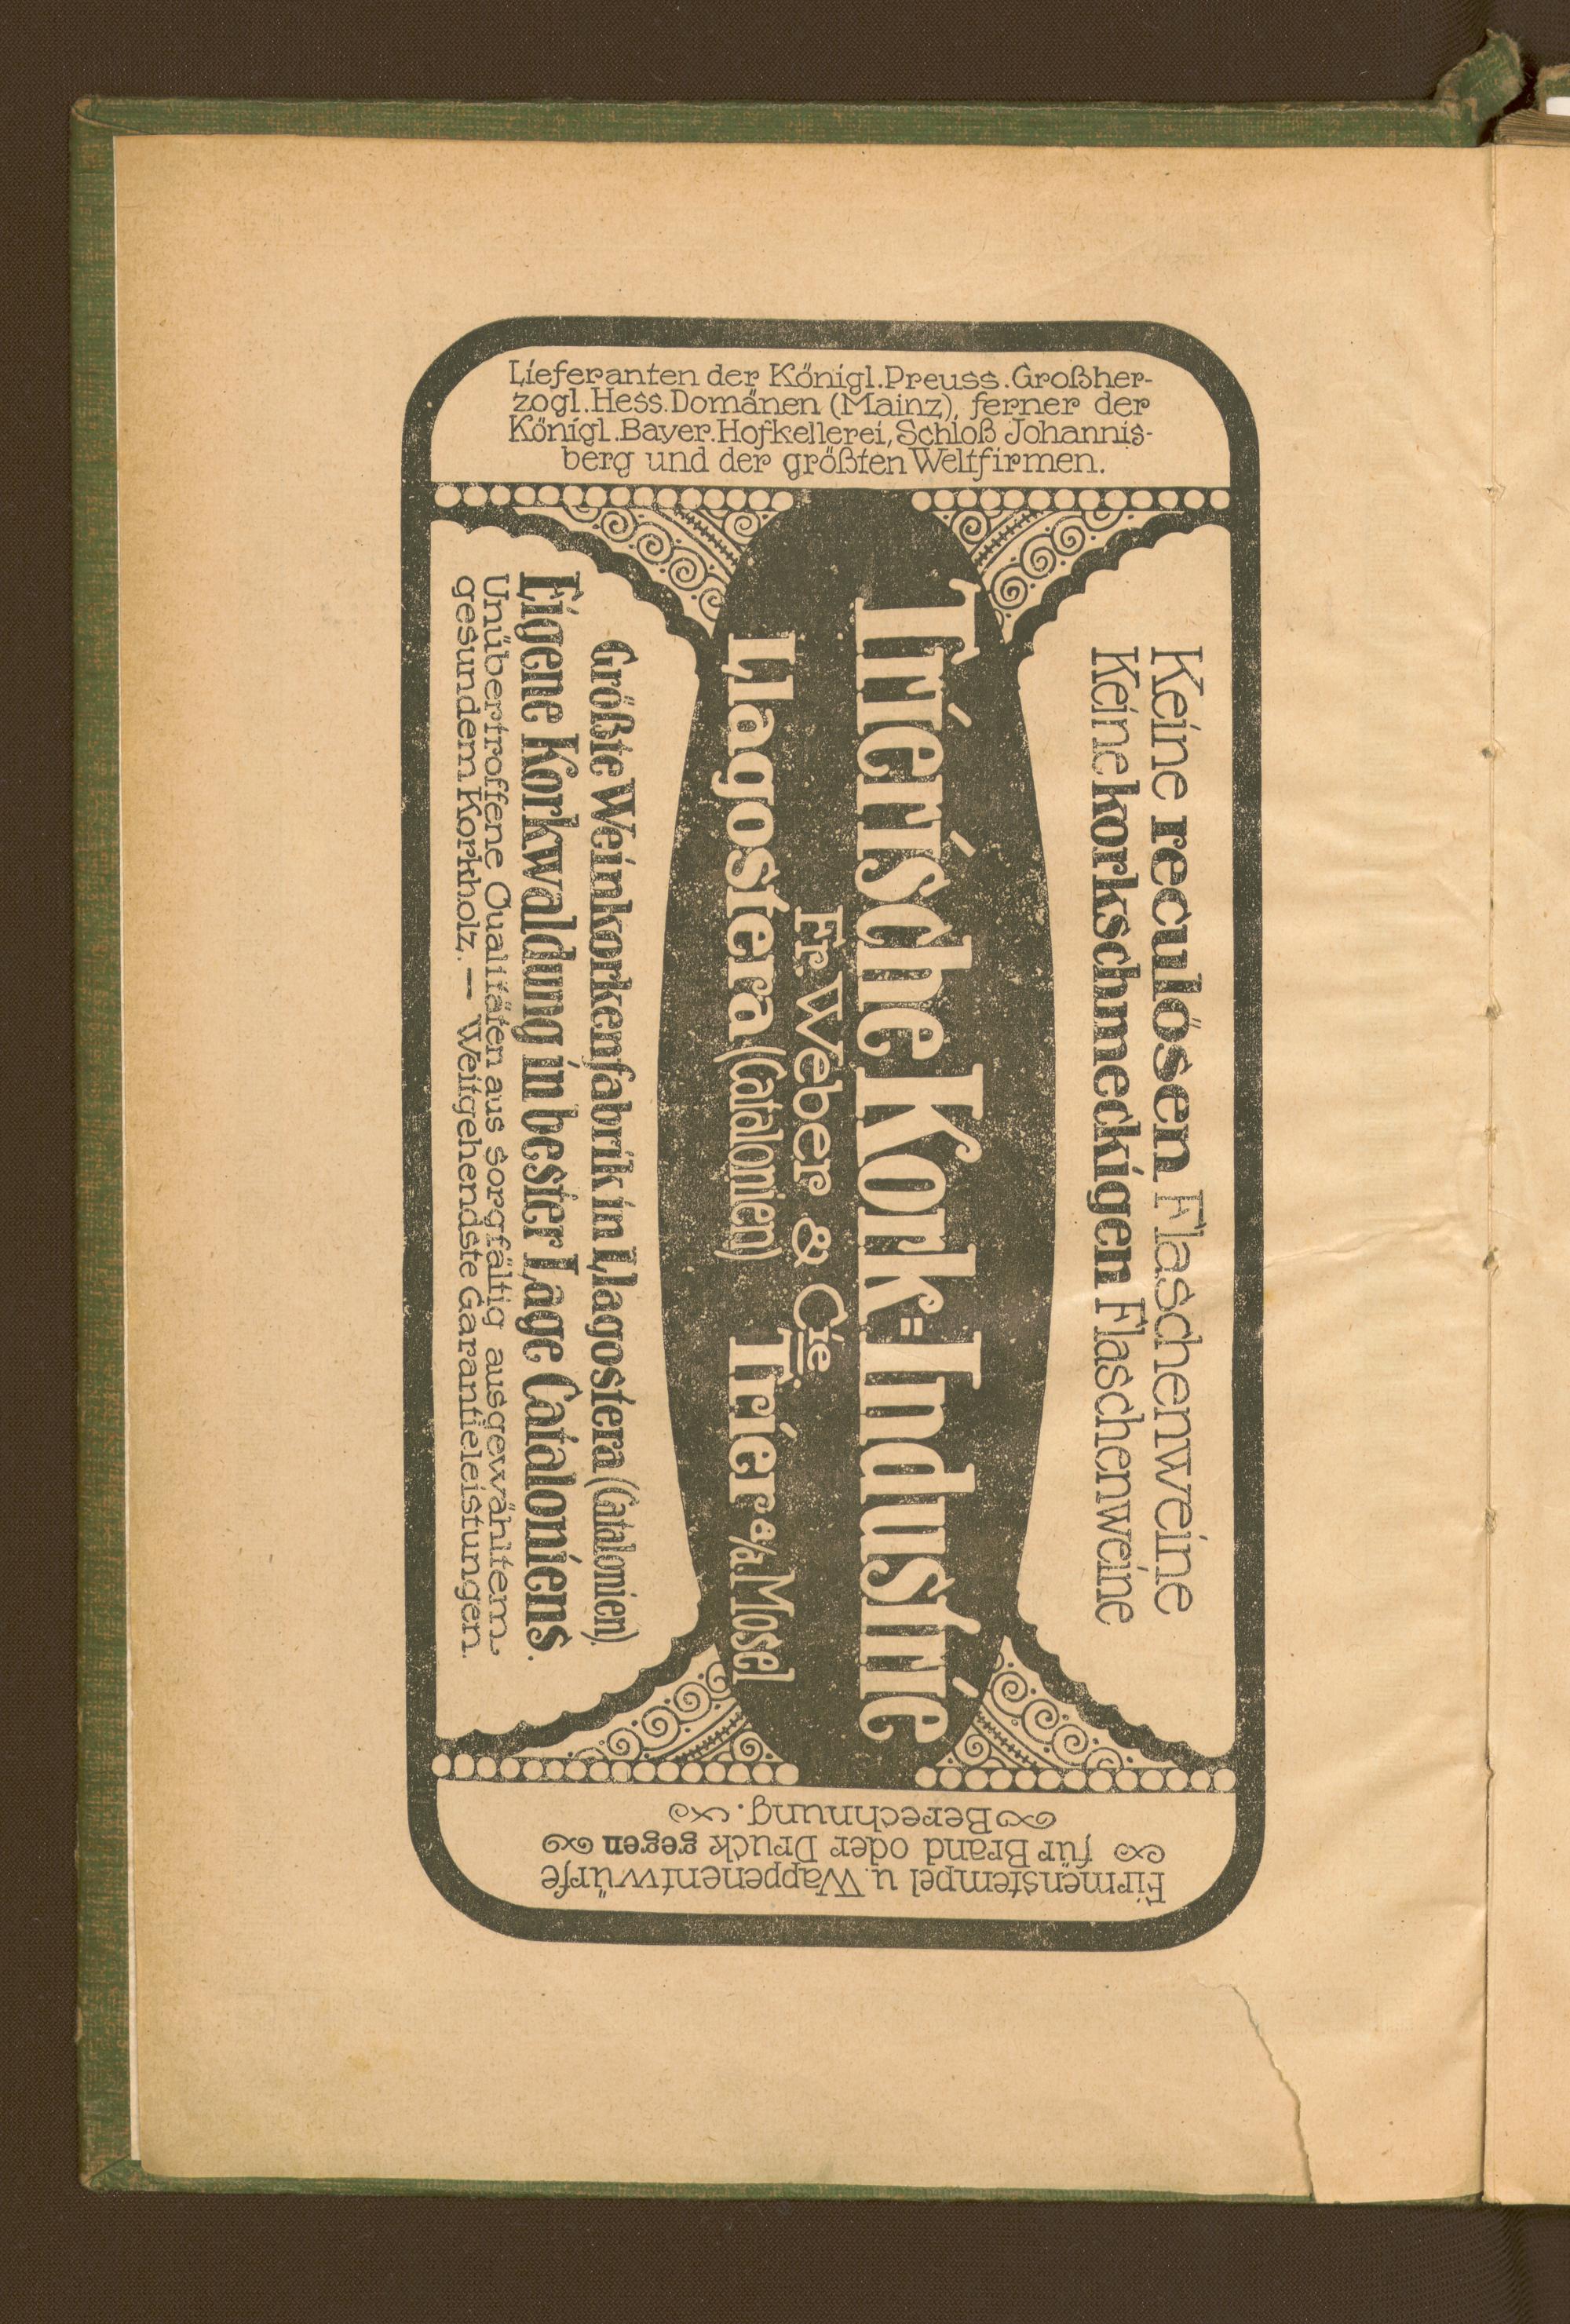 Lieferanten der Königl. Preuss. Großher-
zogl. Hess. Domänen (Mainz), ferner der
Königl. Bayer. Hofkellerei, Schloß Johannis-
berg und der größten Weltfirmen.
Keine reculösen Flaschenweine
Keine korkschmeckigen Flaschenweine
Trierische Kork=Industrie
Fr. Weber & Cie.
Llagostera (Catalonien) Trier a/d Mosel
Größte Weinkorkenfabrik in Llagostera (Catalonien).
Eigene Korkwaldung in bester Lage Cataloniens.
Unübertroffene Qualitäten aus sorgfältig ausgewähltem
gesundem Korkholz. — Weitgehendste Garantieleistungen.
Firmenstempel u. Wappenentwürfe
für Brand oder Druck gegen
Berechnung.